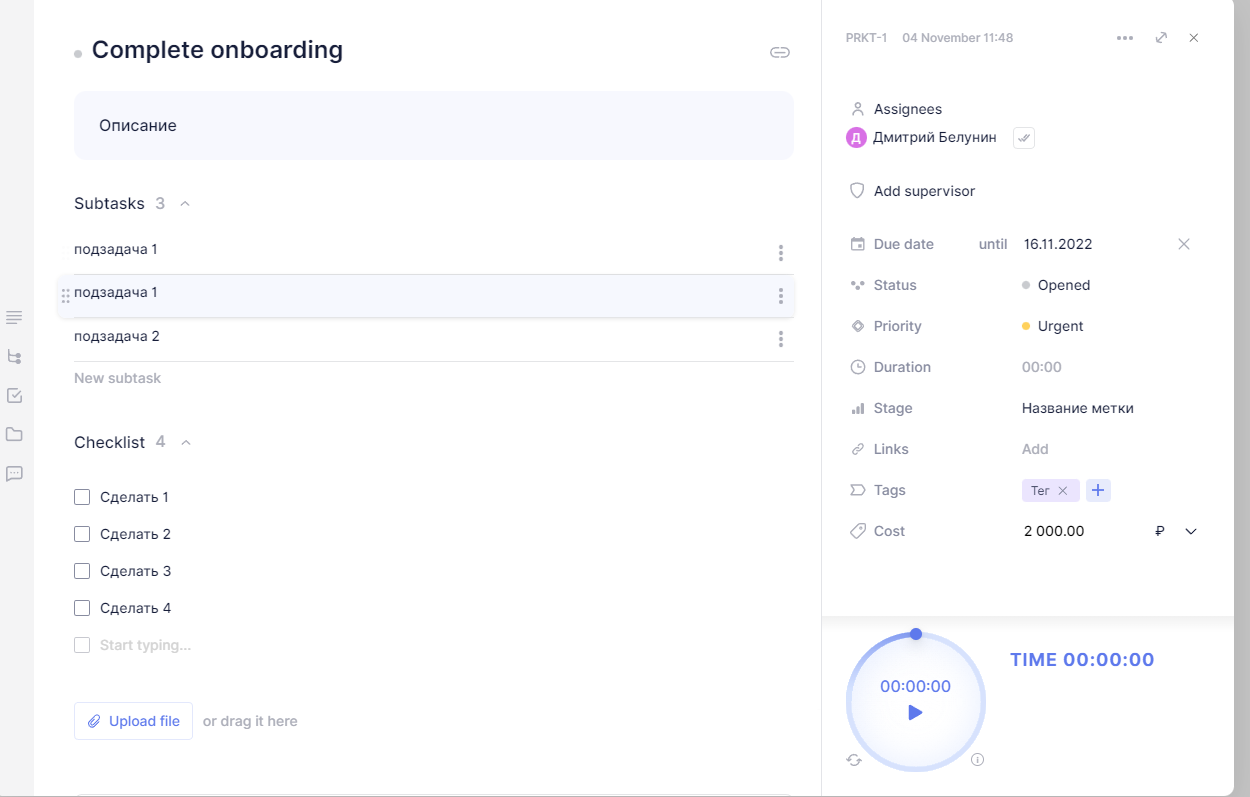 Complete onboarding
Описание
Subtasks 3
подзадача 1
подзадача 1
подзадача 2
New subtask
Checklist 4
Сделать 1
Сделать 2
Сделать 3
Сделать 4
Start typing...
Upload file or drag it here
PRKT-1 04 November 11:48
Assignees
Д Дмитрий Белунин
Add supervisor
Due date until 16.11.2022
Status Opened
Priority Urgent
Duration 00:00
Stage Название метки
Links Add
Tags Тег
Cost 2 000.00 ₽
00:00:00
TIME 00:00:00